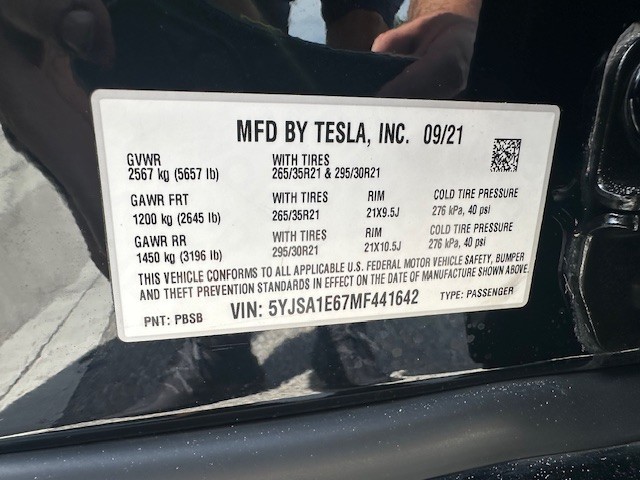 MFD BY TESLA, INC. 09/21
GVWR WITH TIRES
2567 kg (5657 lb) 265/35R21 & 295/30R21
GAWR FRT WITH TIRES RIM COLD TIRE PRESSURE
1200 kg (2645 lb) 265/35R21 21X9.5J 276 kPa, 40 psi
GAWR RR WITH TIRES RIM COLD TIRE PRESSURE
1450 kg (3196 lb) 295/30R21 21X10.5J 276 kPa, 40 psi
THIS VEHICLE CONFORMS TO ALL APPLICABLE U.S. FEDERAL MOTOR VEHICLE SAFETY, BUMPER
AND THEFT PREVENTION STANDARDS IN EFFECT ON THE DATE OF MANUFACTURE SHOWN ABOVE.
PNT: PBSB VIN: 5YJSA1E67MF441642 TYPE: PASSENGER